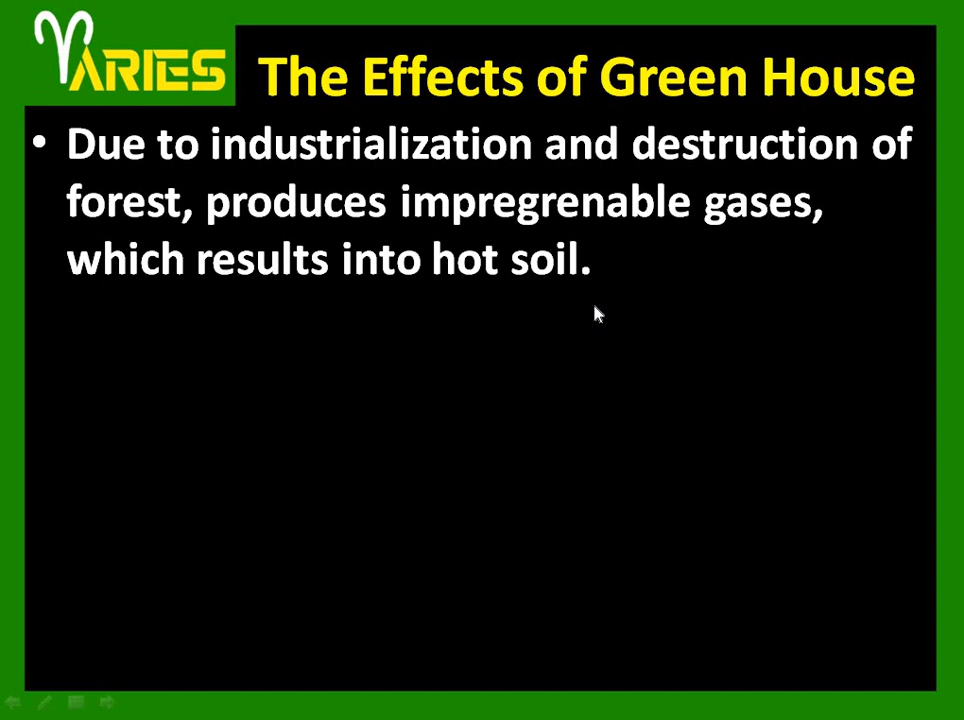 ARIES
The Effects of Green House
• Due to industrialization and destruction of
forest, produces impregrenable gases,
which results into hot soil.